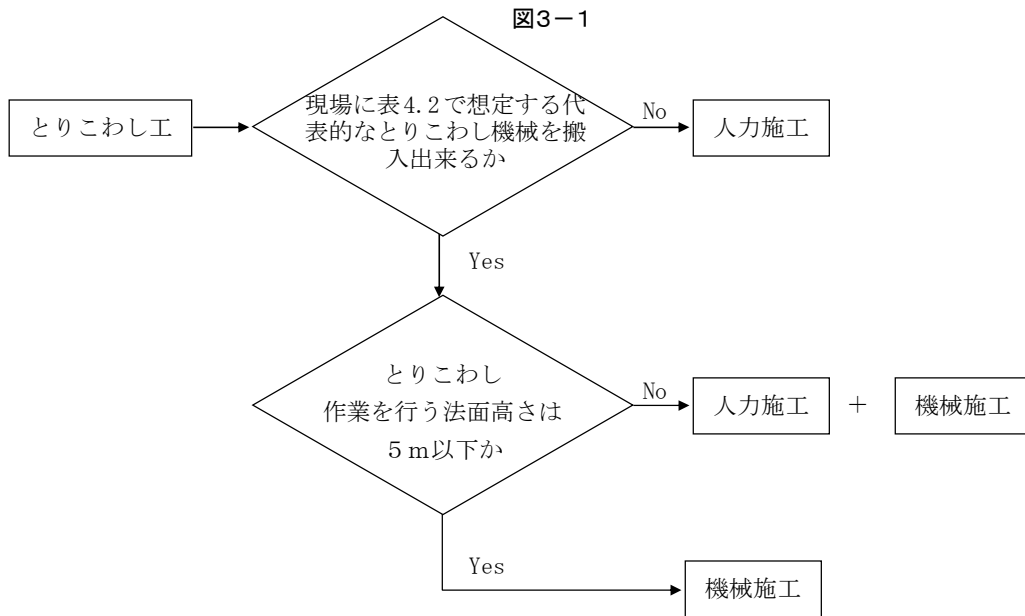 図3－1
とりこわし工
現場に表4.2で想定する代
表的なとりこわし機械を搬
入出来るか
No
人力施工
Yes
とりこわし
作業を行う法面高さは
５ｍ以下か
No
人力施工
＋
機械施工
Yes
機械施工